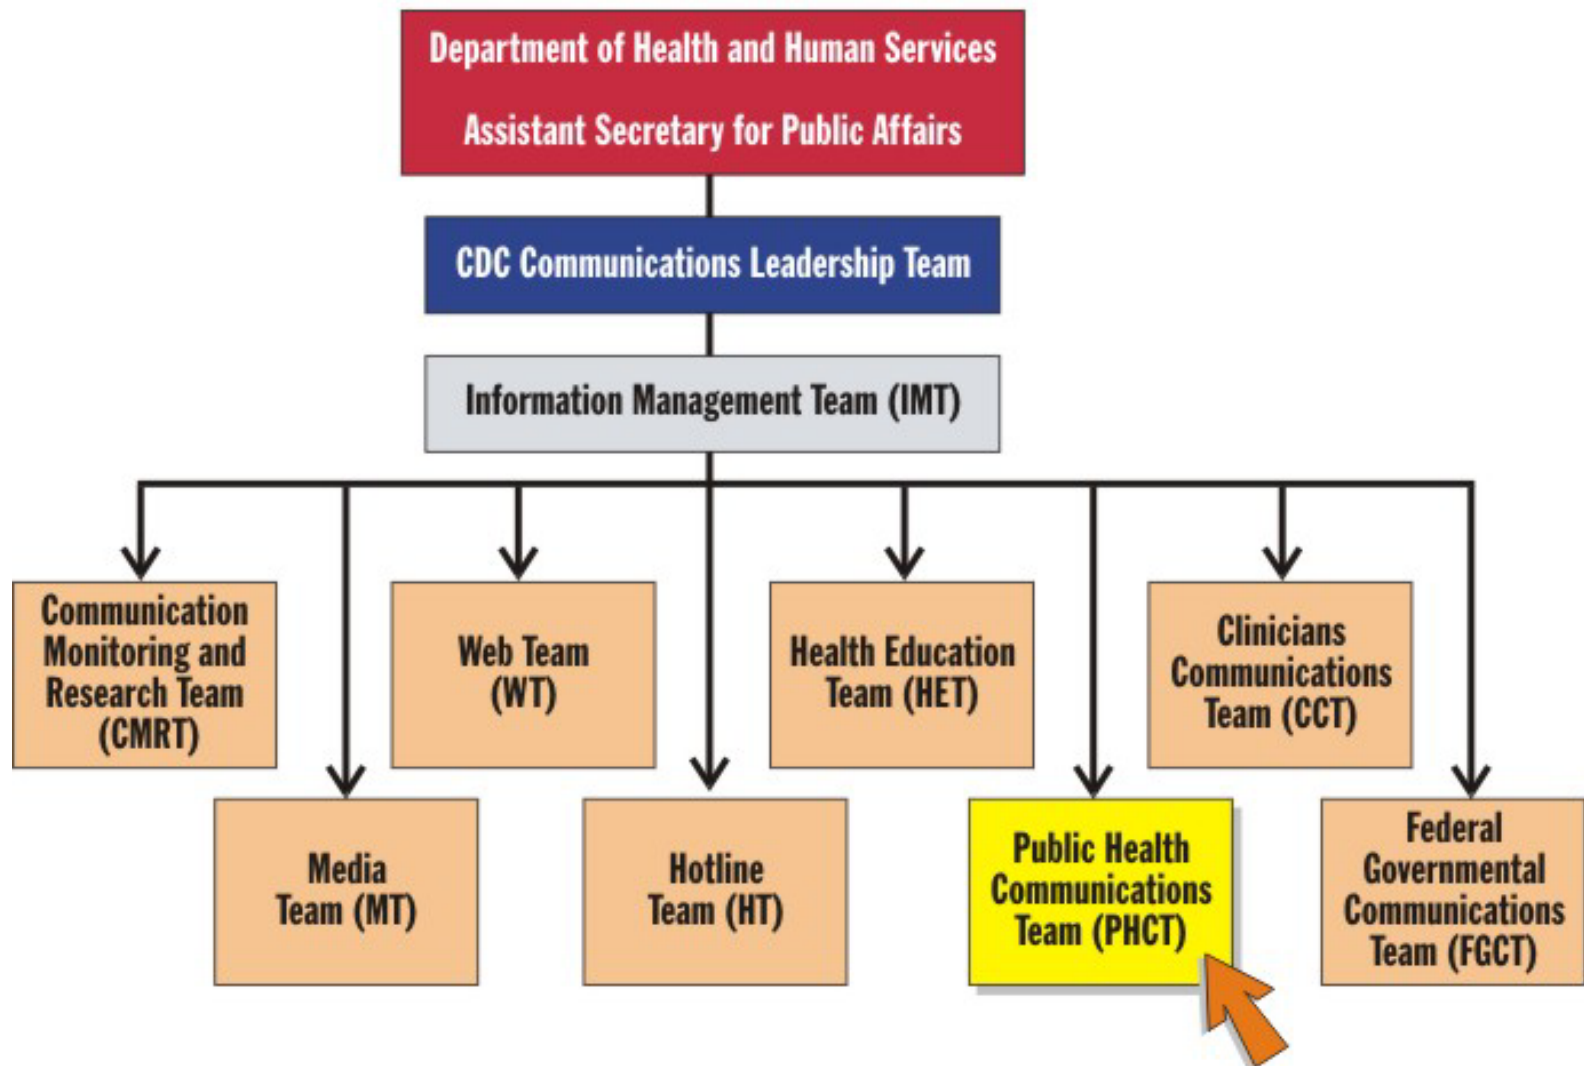 Department of Health and Human Services
Assistant Secretary for Public Affairs
CDC Communications Leadership Team
Information Management Team (IMT)
Communication
Monitoring and
Research Team
(CMRT)
Web Team
(WT)
Health Education
Team (HET)
Clinicians
Communications
Team (CCT)
Media
Team (MT)
Hotline
Team (HT)
Public Health
Communications
Team (PHCT)
Federal
Governmental
Communications
Team (FGCT)